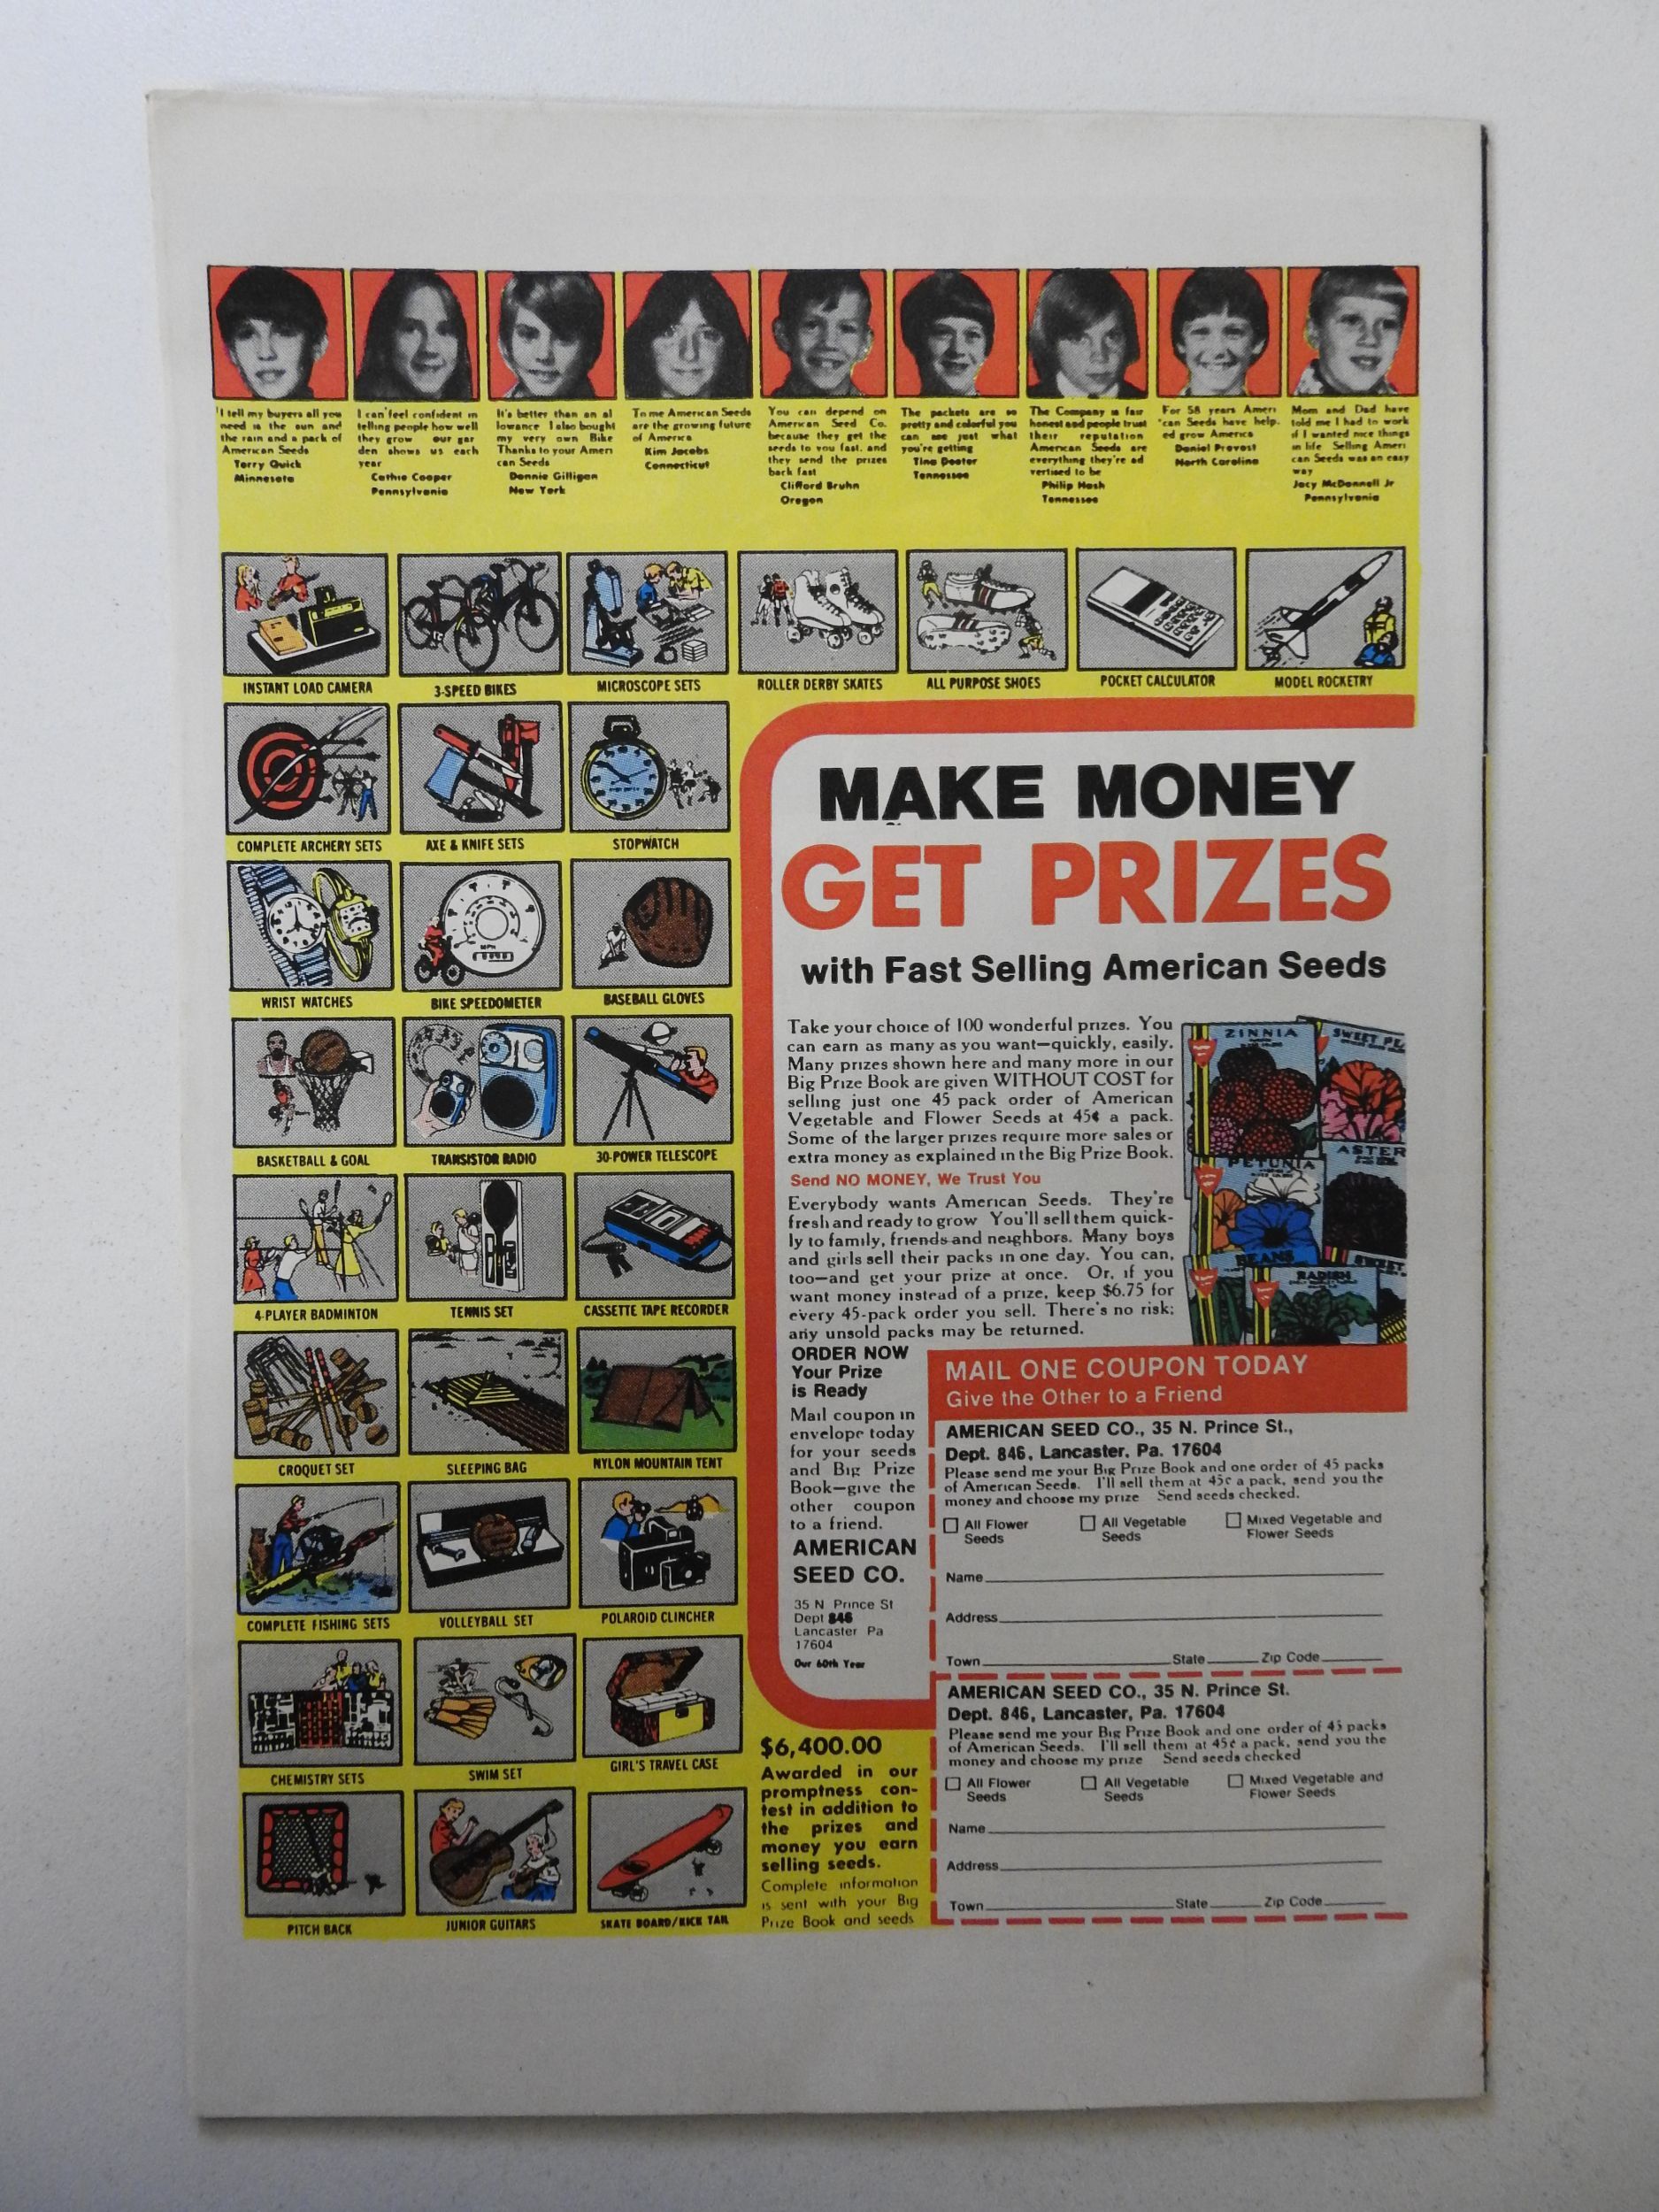 I tell my buyers all you
need is the sun and
the rain and a pack of
American Seeds
Terry Quick
Minnesota
I can feel confident in
telling people how well
they grow our gar
den shows us each
year
Cathie Cooper
Pennsylvania
It's better than an al
lowance I also bought
my very own Bike
Thanks to your Ameri
can Seeds
Donnie Gilligan
New York
To me American Seeds
are the growing future
of America
Kim Jacobs
Connecticut
You can depend on
American Seed Co.
because they get the
seeds to you fast, and
they send the prizes
back fast
Clifford Bruhn
Oregon
The packets are so
pretty and colorful you
can see just what
you're getting
Tina Deeter
Tennessee
The Company is fair
honest and people trust
their reputation
American Seeds are
everything they're ad
vertised to be
Philip Hash
Tennessee
For 58 years Ameri
can Seeds have help-
ed grow America
Daniel Provost
North Carolina
Mom and Dad have
told me I had to work
if I wanted nice things
in life Selling Ameri
can Seeds was an easy
way
Jacy McDonnell Jr
Pennsylvania
INSTANT LOAD CAMERA
3-SPEED BIKES
MICROSCOPE SETS
ROLLER DERBY SKATES
ALL PURPOSE SHOES
POCKET CALCULATOR
MODEL ROCKETRY
COMPLETE ARCHERY SETS
AXE & KNIFE SETS
STOPWATCH
WRIST WATCHES
MPH
BIKE SPEEDOMETER
BASEBALL GLOVES
BASKETBALL & GOAL
TRANSISTOR RADIO
30-POWER TELESCOPE
4-PLAYER BADMINTON
TENNIS SET
CASSETTE TAPE RECORDER
CROQUET SET
SLEEPING BAG
NYLON MOUNTAIN TENT
COMPLETE FISHING SETS
VOLLEYBALL SET
POLAROID CLINCHER
CHEMISTRY SETS
SWIM SET
GIRL'S TRAVEL CASE
PITCH BACK
JUNIOR GUITARS
SKATE BOARD/KICK TAIL
MAKE MONEY
GET PRIZES
with Fast Selling American Seeds
Take your choice of 100 wonderful prizes. You
can earn as many as you want—quickly, easily.
Many prizes shown here and many more in our
Big Prize Book are given WITHOUT COST for
selling just one 45 pack order of American
Vegetable and Flower Seeds at 45¢ a pack.
Some of the larger prizes require more sales or
extra money as explained in the Big Prize Book.
Send NO MONEY, We Trust You
Everybody wants American Seeds. They're
fresh and ready to grow You'll sell them quick-
ly to family, friends and neighbors. Many boys
and girls sell their packs in one day. You can,
too—and get your prize at once. Or, if you
want money instead of a prize, keep $6.75 for
every 45-pack order you sell. There's no risk;
any unsold packs may be returned.
ZINNIA
SWEET PE
ASTER
PETUNIA
BEANS
SWEET
RADISH
ORDER NOW
Your Prize
is Ready
Mail coupon in
envelope today
for your seeds
and Big Prize
Book—give the
other coupon
to a friend.
AMERICAN
SEED CO.
35 N Prince St
Dept 846
Lancaster Pa
17604
Our 60th Year
$6,400.00
Awarded in our
promptness con-
test in addition to
the prizes and
money you earn
selling seeds.
Complete information
is sent with your Big
Prize Book and seeds
MAIL ONE COUPON TODAY
Give the Other to a Friend
AMERICAN SEED CO., 35 N. Prince St.,
Dept. 846, Lancaster, Pa. 17604
Please send me your Big Prize Book and one order of 45 packs
of American Seeds. I'll sell them at 45¢ a pack, send you the
money and choose my prize Send seeds checked.
All Flower Seeds
All Vegetable Seeds
Mixed Vegetable and Flower Seeds
Name
Address
Town State Zip Code
AMERICAN SEED CO., 35 N. Prince St.
Dept. 846, Lancaster, Pa. 17604
Please send me your Big Prize Book and one order of 45 packs
of American Seeds. I'll sell them at 45¢ a pack, send you the
money and choose my prize Send seeds checked
All Flower Seeds
All Vegetable Seeds
Mixed Vegetable and Flower Seeds
Name
Address
Town State Zip Code